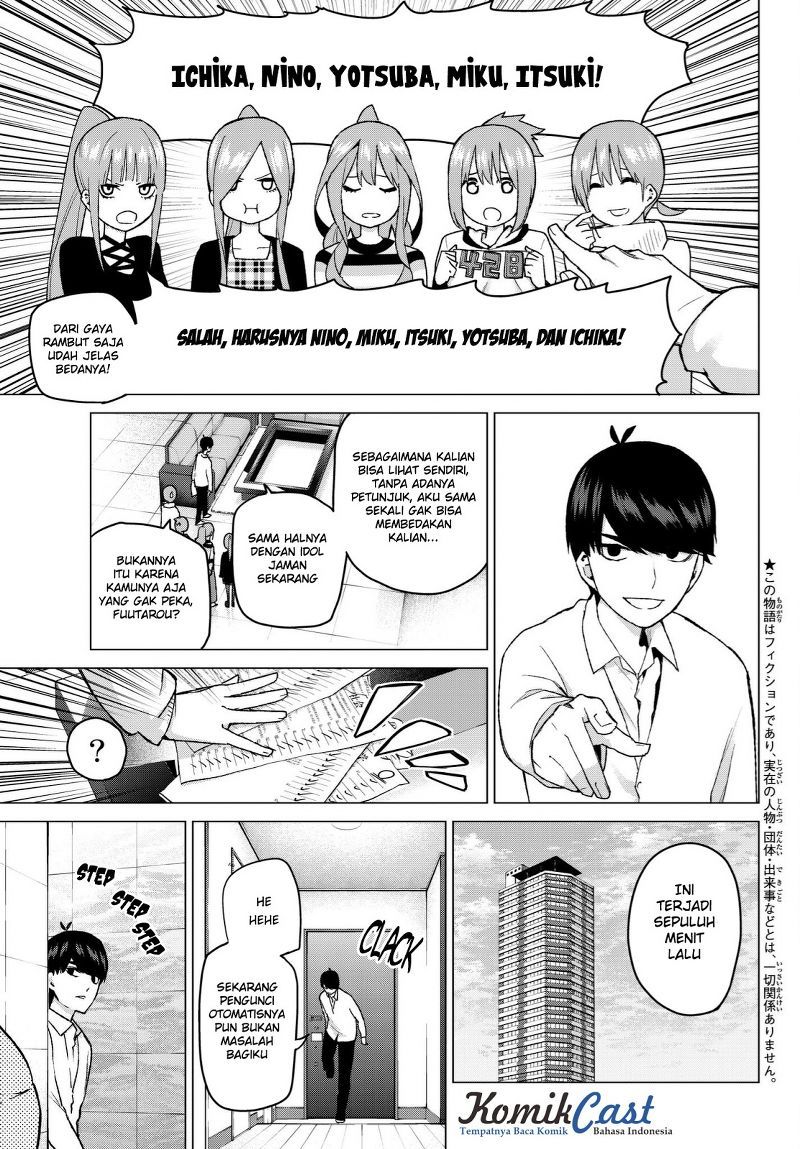 ICHIKA, NINO, YOTSUBA, MIKU, ITSUKI!
428
SALAH, HARUSNYA NINO, MIKU, ITSUKI, YOTSUBA, DAN ICHIKA!
DARI GAYA
RAMBUT SAJA
UDAH JELAS
BEDANYA!
SEBAGAIMANA KALIAN
BISA LIHAT SENDIRI,
TANPA ADANYA
PETUNJUK, AKU SAMA
SEKALI GAK BISA
MEMBEDAKAN
KALIAN...
SAMA HALNYA
DENGAN IDOL
JAMAN
SEKARANG
BUKANNYA
ITU KARENA
KAMUNYA AJA
YANG GAK PEKA,
FUUTAROU?
?
INI
TERJADI
SEPULUH
MENIT
LALU
HE
HEHE
CLACK
SEKARANG
PENGUNCI
OTOMATISNYA
PUN BUKAN
MASALAH
BAGIKU
STEP
STEP
STEP
★この物語はフィクションであり、実在の人物・団体・出来事などとは、一切関係ありません。
KomikCast
Tempatnya Baca Komik Bahasa Indonesia